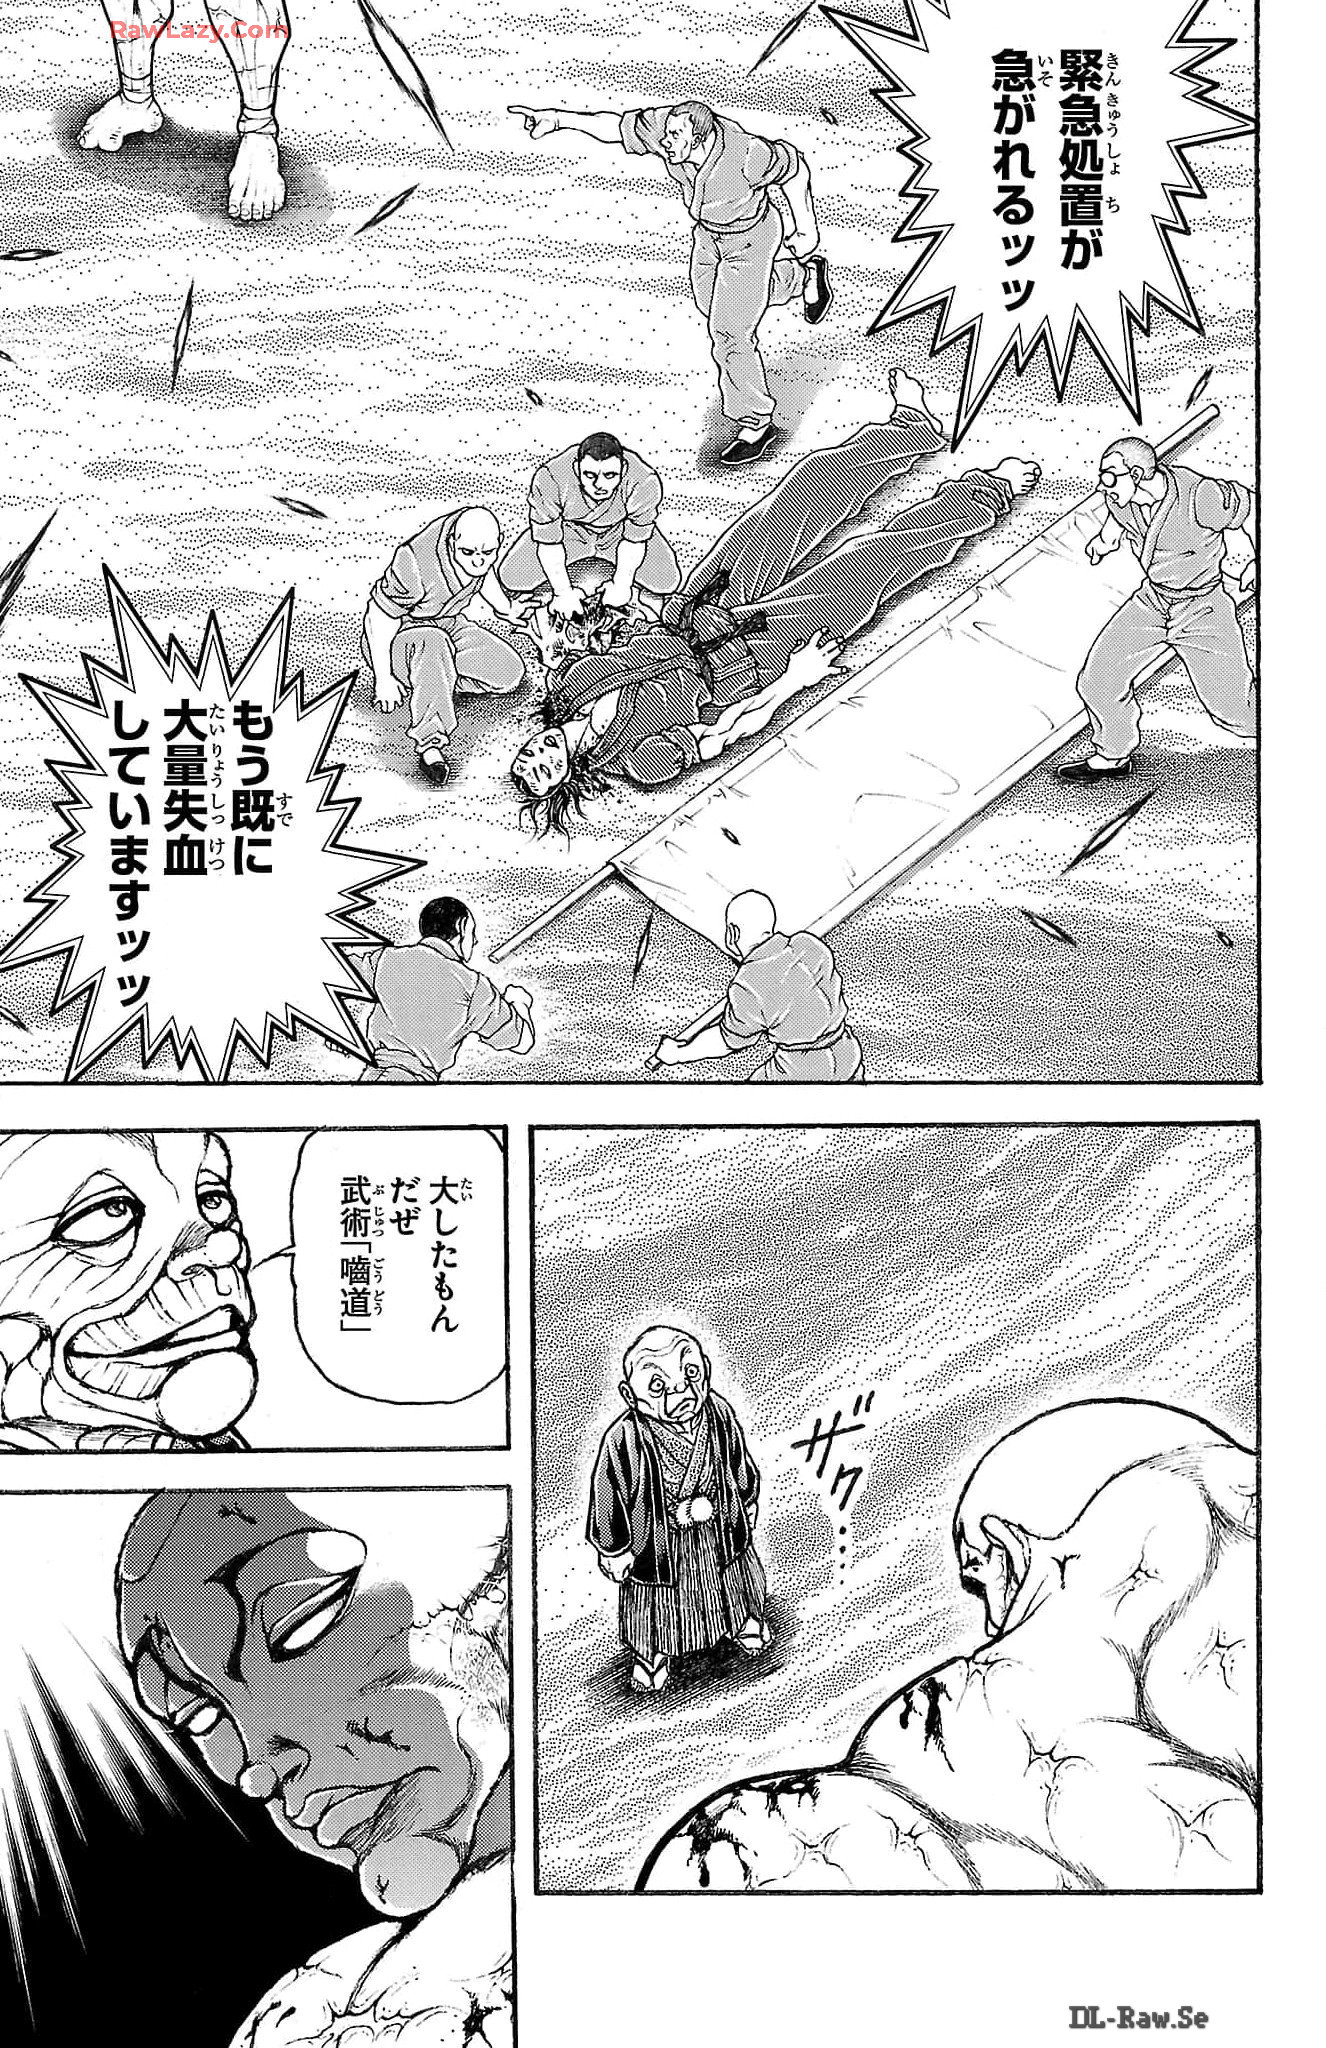 RawLazy.Com
緊急処置が
急がれるッッ
もう既に
大量失血
していますッッ
ザワ……
大したもん
だぜ
武術「嚙道」
DL-Raw.Se